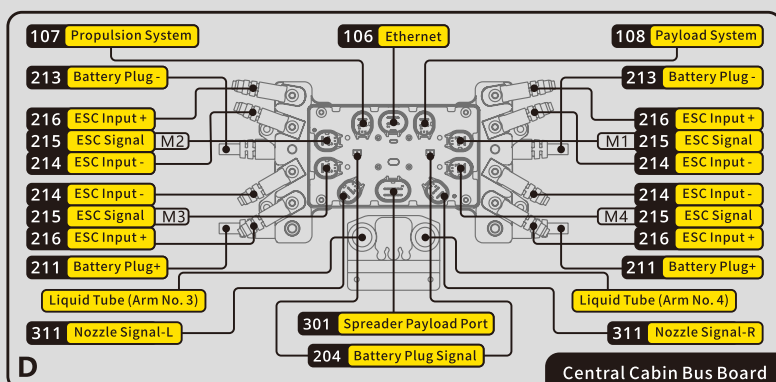 107 Propulsion System
106 Ethernet
108 Payload System
213 Battery Plug -
213 Battery Plug -
216 ESC Input +
216 ESC Input +
215 ESC Signal M2
M1 215 ESC Signal
214 ESC Input -
214 ESC Input -
214 ESC Input -
214 ESC Input -
215 ESC Signal M3
M4 215 ESC Signal
216 ESC Input +
216 ESC Input +
211 Battery Plug+
211 Battery Plug+
Liquid Tube (Arm No. 3)
Liquid Tube (Arm No. 4)
311 Nozzle Signal-L
301 Spreader Payload Port
311 Nozzle Signal-R
204 Battery Plug Signal
D
Central Cabin Bus Board